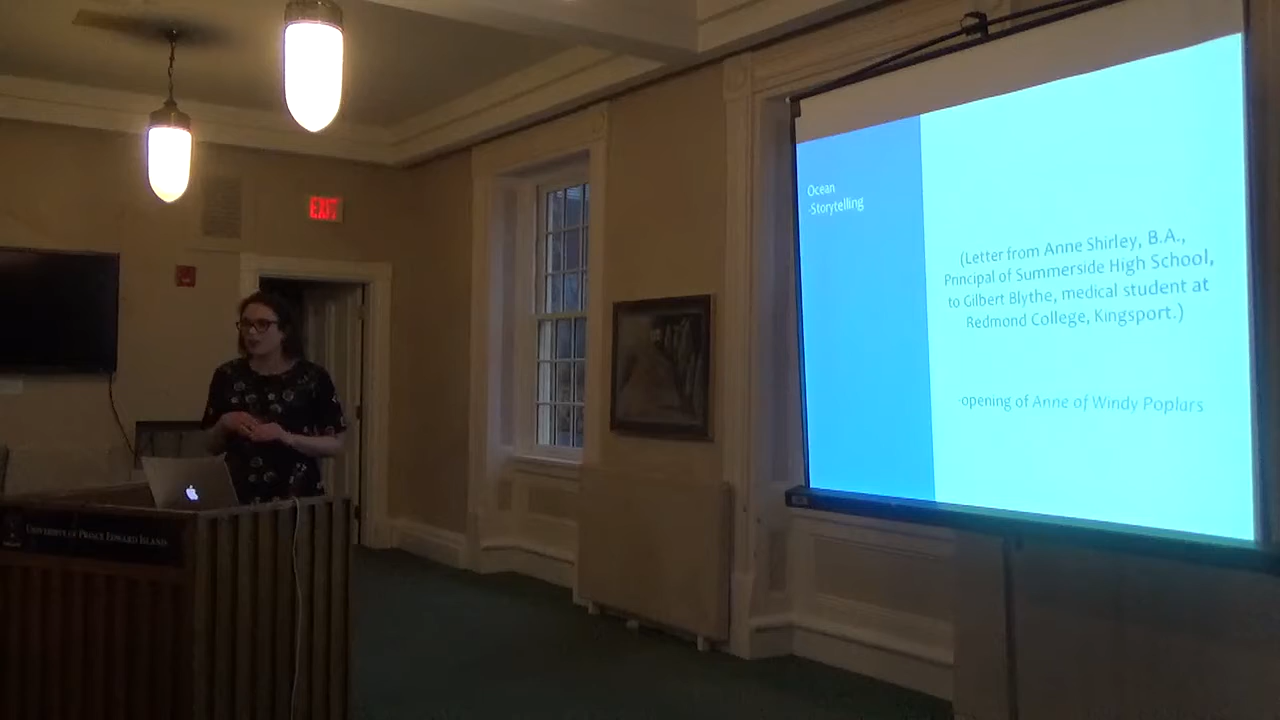 EXIT
Ocean
-Storytelling
(Letter from Anne Shirley, B.A.,
Principal of Summerside High School,
to Gilbert Blythe, medical student at
Redmond College, Kingsport.)
-opening of Anne of Windy Poplars
University of Prince Edward Island